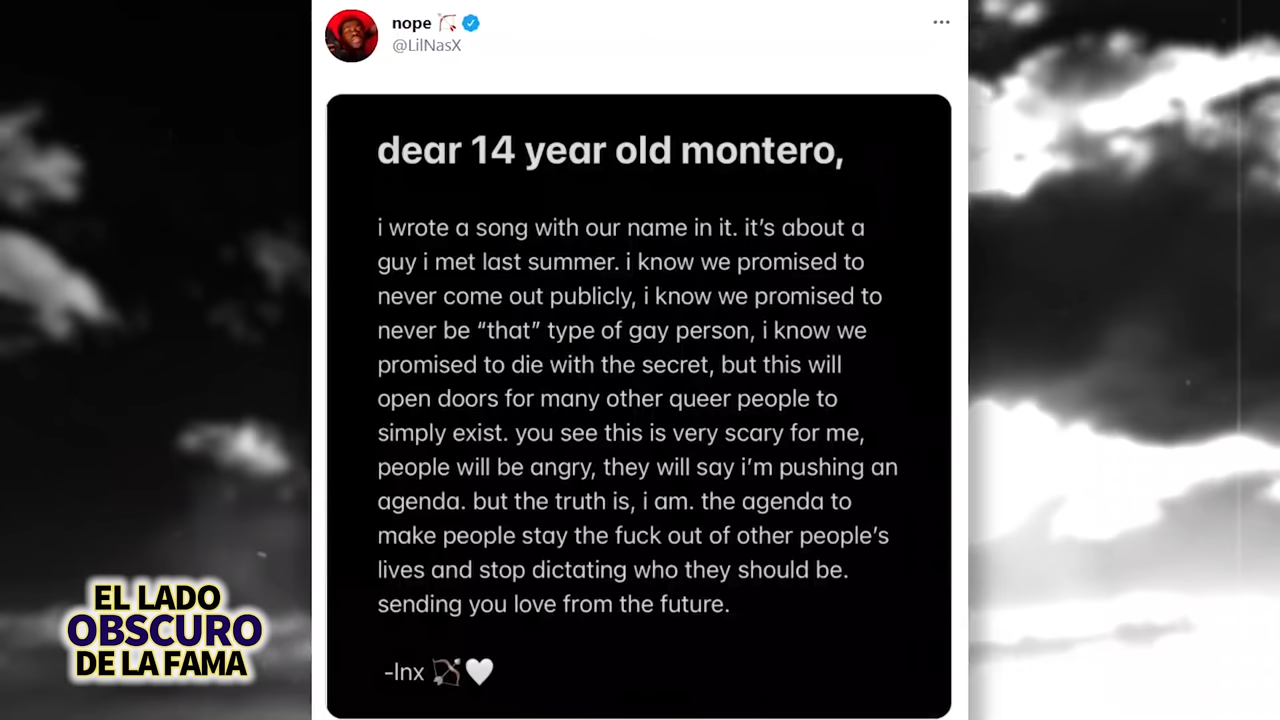 nope 🏹
@LilNasX
dear 14 year old montero,
i wrote a song with our name in it. it’s about a
guy i met last summer. i know we promised to
never come out publicly, i know we promised to
never be “that” type of gay person, i know we
promised to die with the secret, but this will
open doors for many other queer people to
simply exist. you see this is very scary for me,
people will be angry, they will say i’m pushing an
agenda. but the truth is, i am. the agenda to
make people stay the fuck out of other people’s
lives and stop dictating who they should be.
sending you love from the future.
-lnx 🏹🤍
EL LADO
OBSCURO
DE LA FAMA